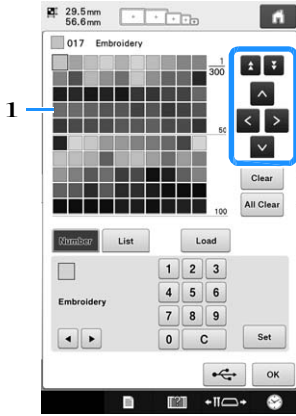 29.5mm
56.6mm
017 Embroidery
1
300
1
50
Clear
All Clear
100
Number List Load
1 2 3
4 5 6
Embroidery
7 8 9
0 C Set
OK